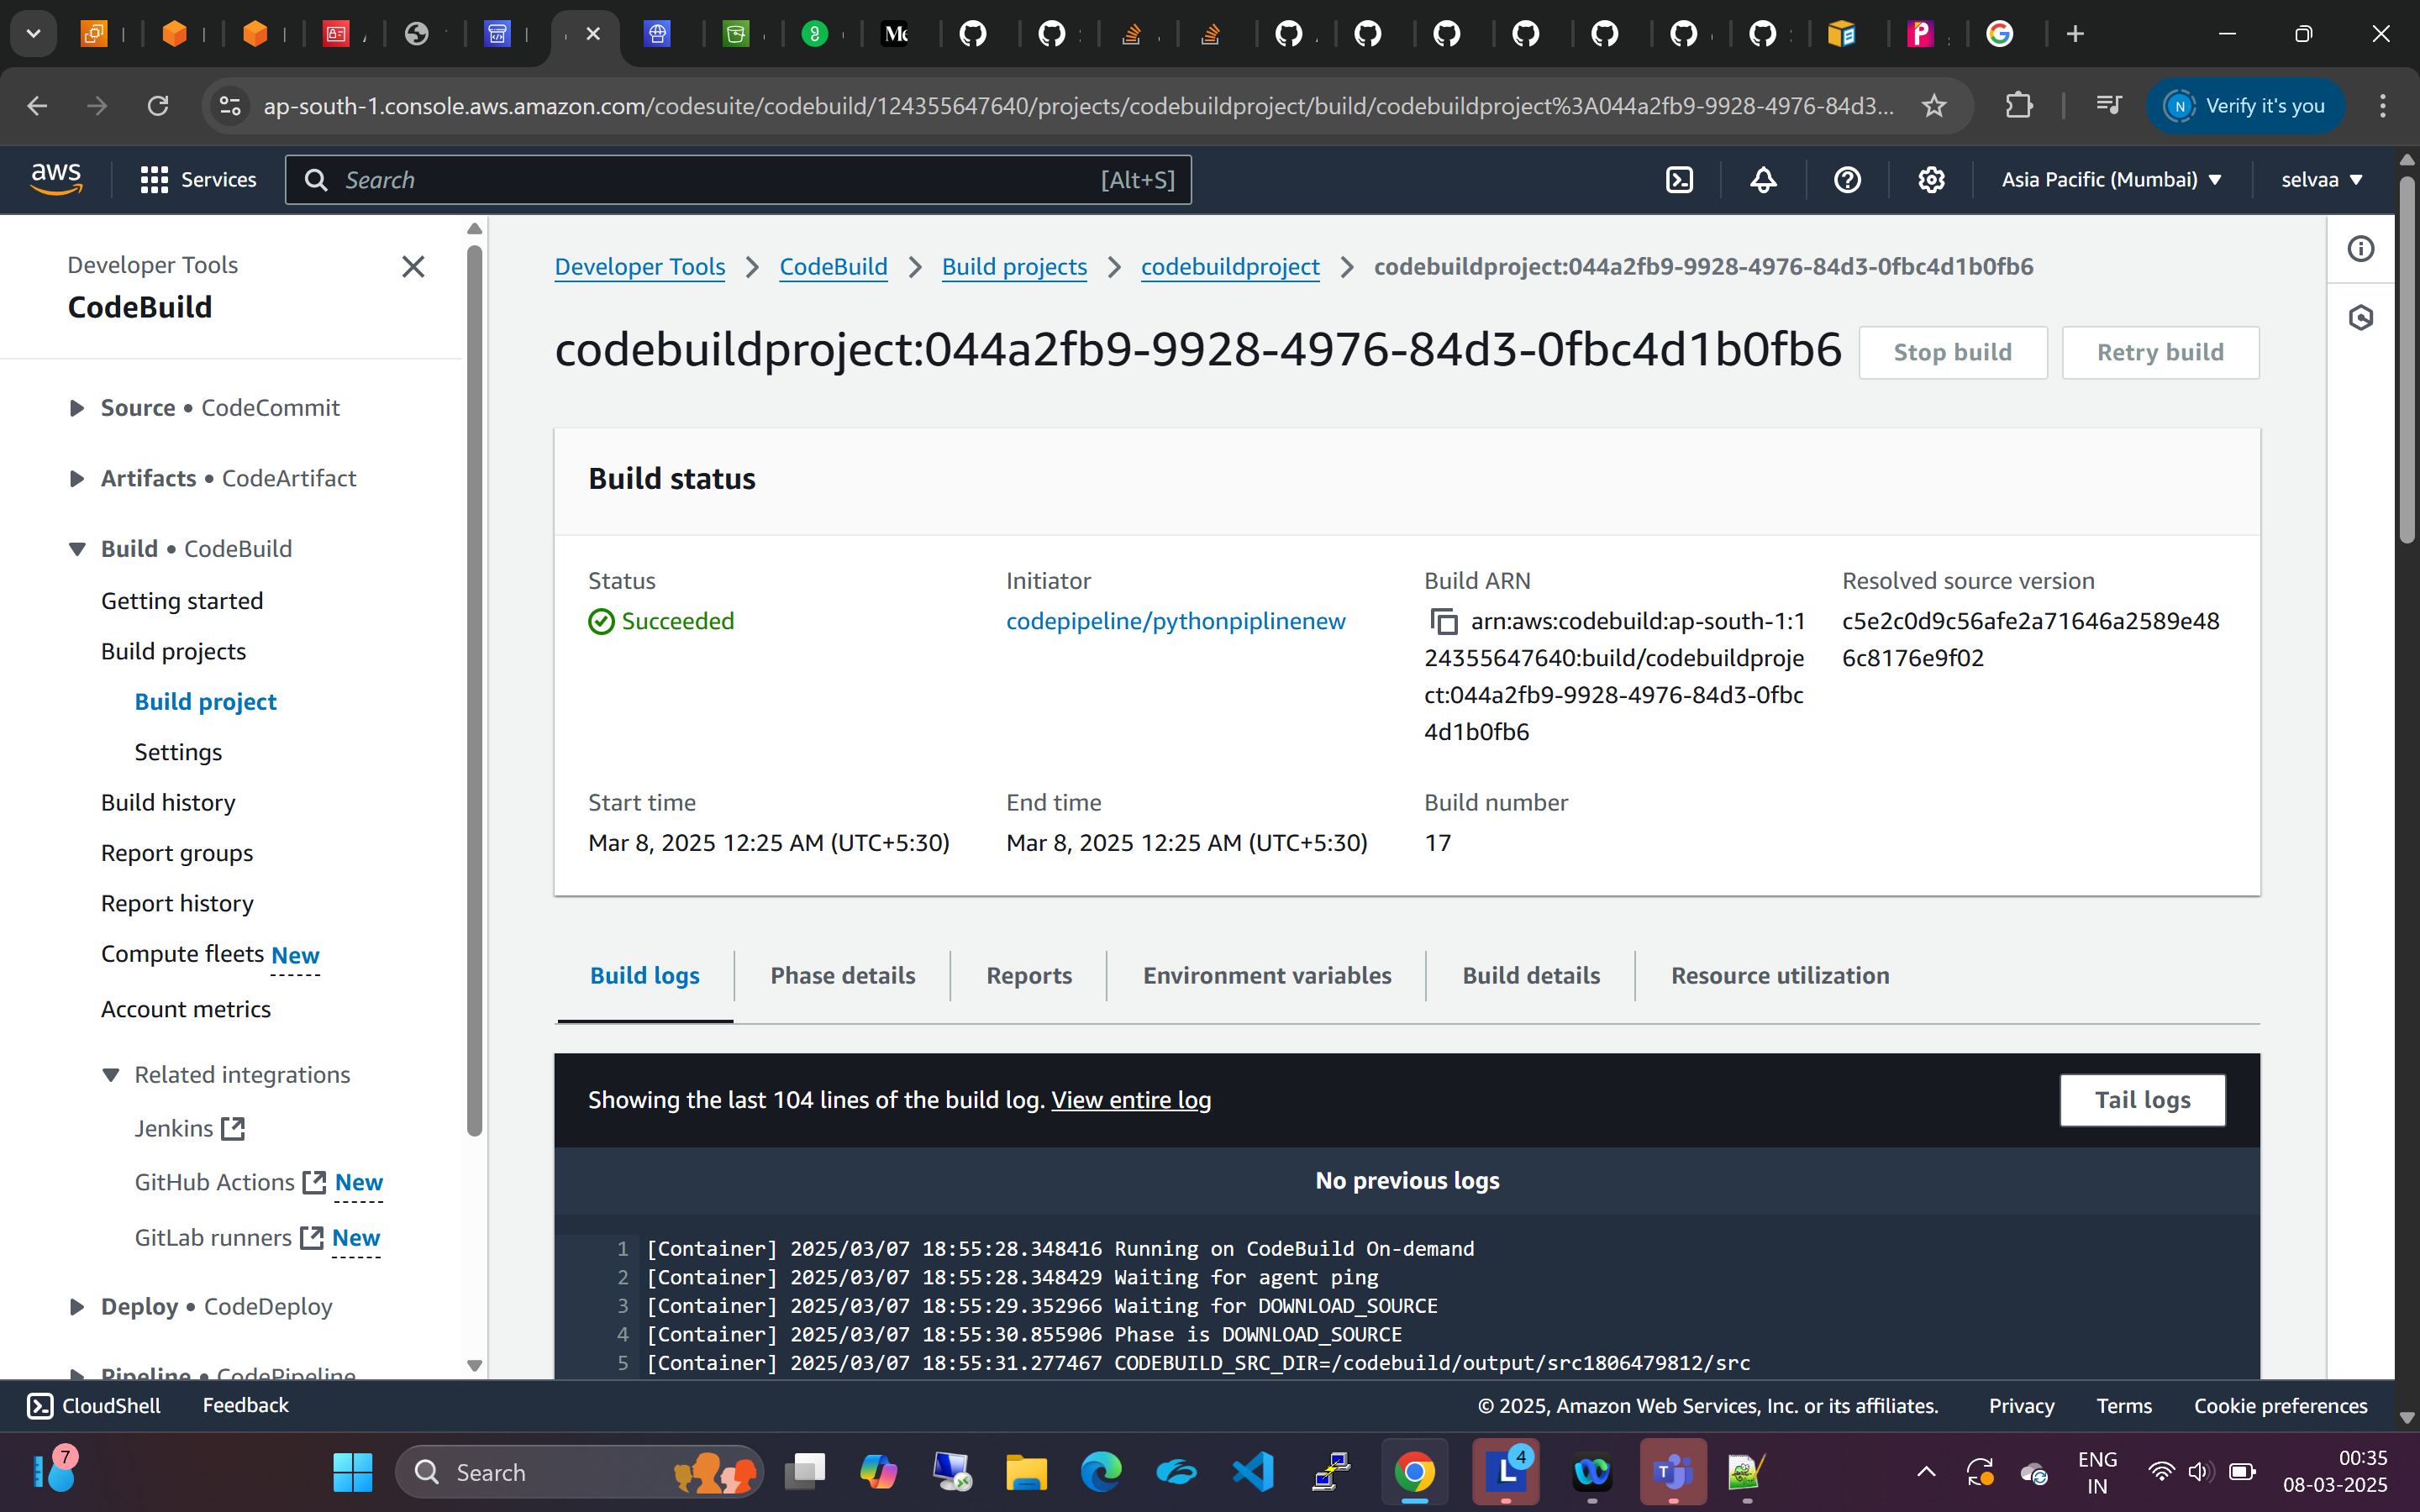 ap-south-1.console.aws.amazon.com/codesuite/codebuild/124355647640/projects/codebuildproject/build/codebuildproject%3A044a2fb9-9928-4976-84d3...
Verify it's you
aws
Services
Search
[Alt+S]
Asia Pacific (Mumbai)
selvaa
Developer Tools
CodeBuild
Source • CodeCommit
Artifacts • CodeArtifact
Build • CodeBuild
Getting started
Build projects
Build project
Settings
Build history
Report groups
Report history
Compute fleets New
Account metrics
Related integrations
Jenkins
GitHub Actions New
GitLab runners New
Deploy • CodeDeploy
Pipeline • CodePipeline
Developer Tools > CodeBuild > Build projects > codebuildproject > codebuildproject:044a2fb9-9928-4976-84d3-0fbc4d1b0fb6
codebuildproject:044a2fb9-9928-4976-84d3-0fbc4d1b0fb6
Stop build
Retry build
Build status
Status
Succeeded
Initiator
codepipeline/pythonpiplinenew
Build ARN
arn:aws:codebuild:ap-south-1:1
24355647640:build/codebuildproje
ct:044a2fb9-9928-4976-84d3-0fbc
4d1b0fb6
Resolved source version
c5e2c0d9c56afe2a71646a2589e48
6c8176e9f02
Start time
Mar 8, 2025 12:25 AM (UTC+5:30)
End time
Mar 8, 2025 12:25 AM (UTC+5:30)
Build number
17
Build logs
Phase details
Reports
Environment variables
Build details
Resource utilization
Showing the last 104 lines of the build log. View entire log
Tail logs
No previous logs
1 [Container] 2025/03/07 18:55:28.348416 Running on CodeBuild On-demand
2 [Container] 2025/03/07 18:55:28.348429 Waiting for agent ping
3 [Container] 2025/03/07 18:55:29.352966 Waiting for DOWNLOAD_SOURCE
4 [Container] 2025/03/07 18:55:30.855906 Phase is DOWNLOAD_SOURCE
5 [Container] 2025/03/07 18:55:31.277467 CODEBUILD_SRC_DIR=/codebuild/output/src1806479812/src
CloudShell
Feedback
© 2025, Amazon Web Services, Inc. or its affiliates.
Privacy
Terms
Cookie preferences
7
Search
4
ENG
IN
00:35
08-03-2025